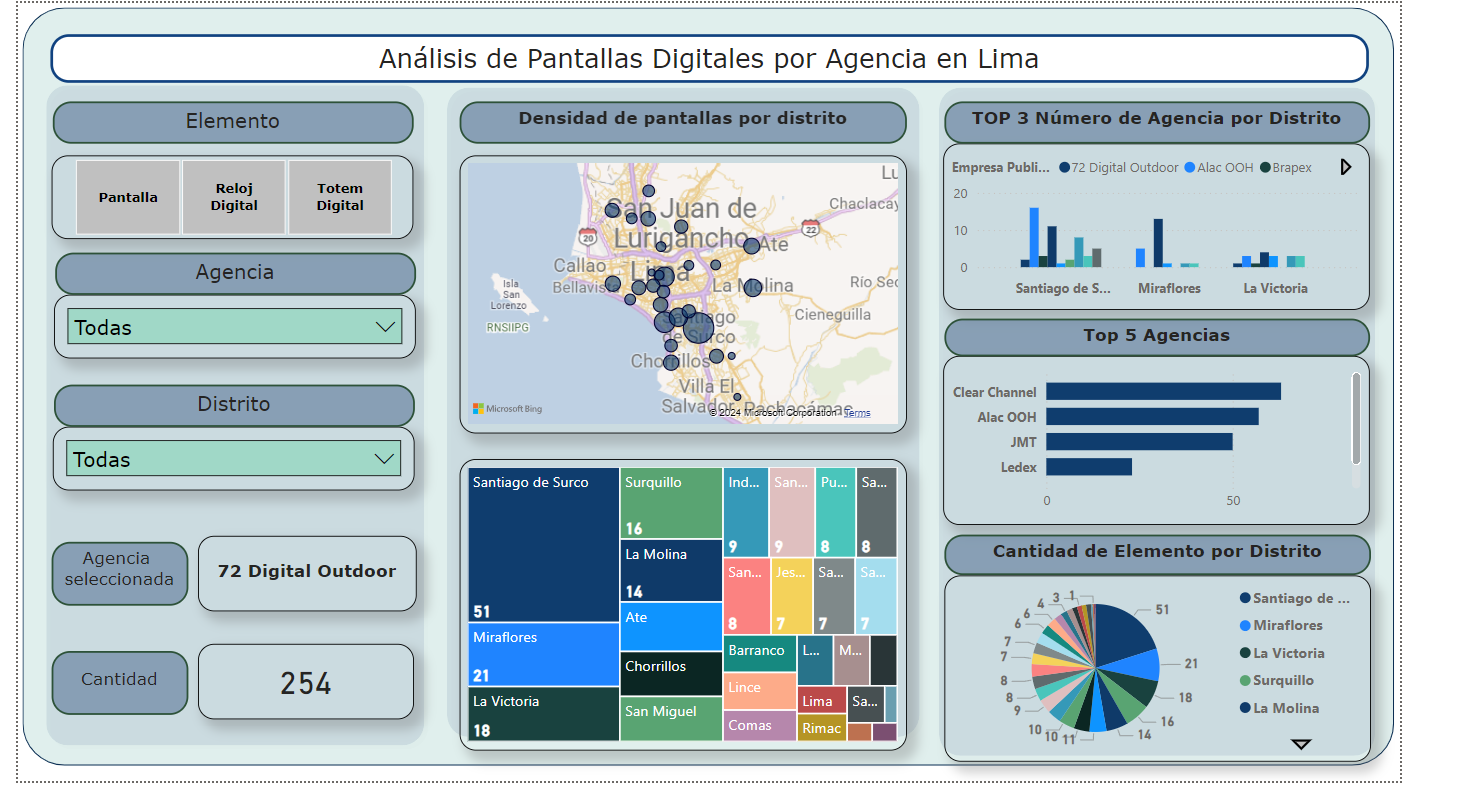 Análisis de Pantallas Digitales por Agencia en Lima
Elemento
Pantalla
Reloj
Digital
Totem
Digital
Agencia
Todas
Distrito
Todas
Agencia
seleccionada
72 Digital Outdoor
Cantidad
254
Densidad de pantallas por distrito
San Juan de
Lurigancho
Lu
Chaclacay
20
22
Ate
Callao
Bellavista
Lima
La Molina
Río Sec
Isla
San
Lorenzo
RNSIIPG
Cieneguilla
Santiago
de Surco
Chorrillos
Villa El
Salvador
Pachacámac
Microsoft Bing
© 2024 Microsoft Corporation
Terms
Santiago de Surco
51
Miraflores
21
La Victoria
18
Surquillo
16
La Molina
14
Ate
Chorrillos
San Miguel
Ind...
9
San...
9
Pu...
8
Sa...
8
San...
8
Jes...
7
Sa...
7
Sa...
7
Barranco
L...
M...
Lince
Lima
Sa...
Comas
Rimac
TOP 3 Número de Agencia por Distrito
Empresa Publi...
72 Digital Outdoor
Alac OOH
Brapex
20
10
0
Santiago de S...
Miraflores
La Victoria
Top 5 Agencias
Clear Channel
Alac OOH
JMT
Ledex
0
50
Cantidad de Elemento por Distrito
51
21
18
16
14
11
10
10
9
8
8
7
7
6
6
4
3
1
Santiago de ...
Miraflores
La Victoria
Surquillo
La Molina